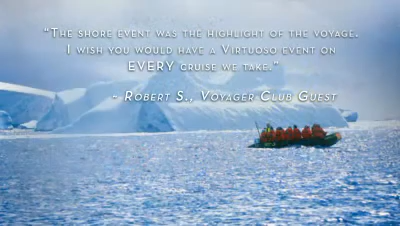 "The shore event was the highlight of the voyage.
I wish you would have a Virtuoso event on
EVERY cruise we take."
- Robert S., Voyager Club Guest